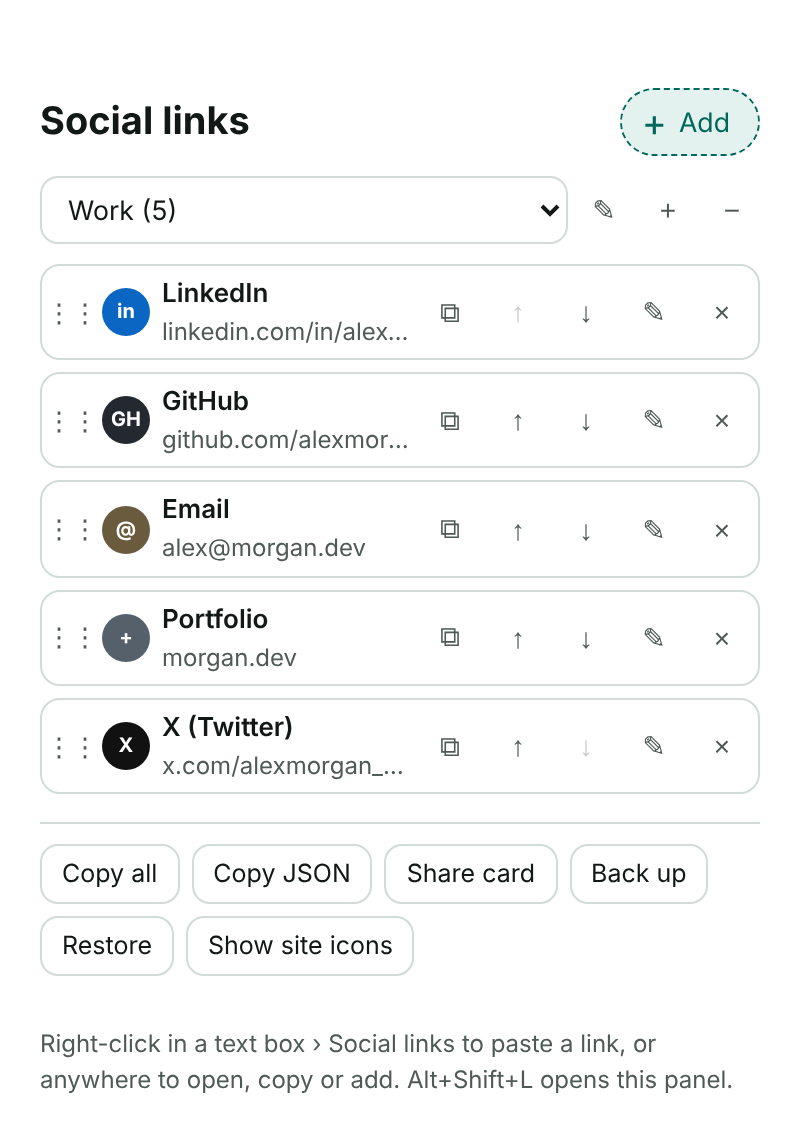 Social links
+ Add
Work (5)
✎ + −
in LinkedIn
linkedin.com/in/alex...
⧉ ↑ ↓ ✎ ×
GH GitHub
github.com/alexmor...
⧉ ↑ ↓ ✎ ×
@ Email
alex@morgan.dev
⧉ ↑ ↓ ✎ ×
+ Portfolio
morgan.dev
⧉ ↑ ↓ ✎ ×
X X (Twitter)
x.com/alexmorgan_...
⧉ ↑ ↓ ✎ ×
Copy all Copy JSON Share card Back up
Restore Show site icons
Right-click in a text box › Social links to paste a link, or
anywhere to open, copy or add. Alt+Shift+L opens this panel.